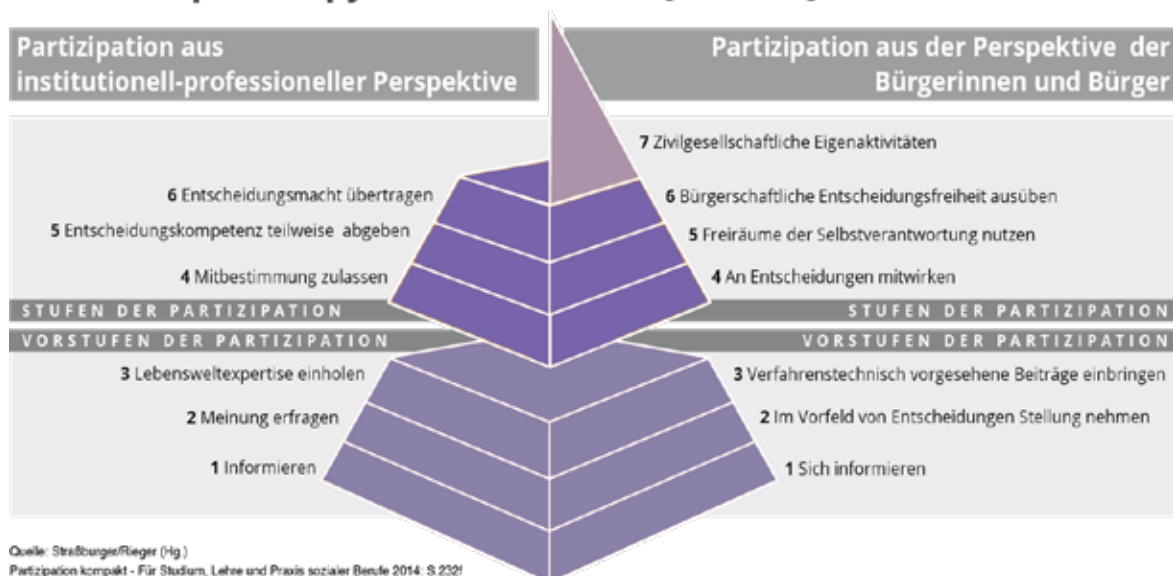 Partizipation aus
institutionell-professioneller Perspektive
Partizipation aus der Perspektive der
Bürgerinnen und Bürger
7 Zivilgesellschaftliche Eigenaktivitäten
6 Entscheidungsmacht übertragen
6 Bürgerschaftliche Entscheidungsfreiheit ausüben
5 Entscheidungskompetenz teilweise abgeben
5 Freiräume der Selbstverantwortung nutzen
4 Mitbestimmung zulassen
4 An Entscheidungen mitwirken
STUFEN DER PARTIZIPATION
STUFEN DER PARTIZIPATION
VORSTUFEN DER PARTIZIPATION
VORSTUFEN DER PARTIZIPATION
3 Lebensweltexpertise einholen
3 Verfahrenstechnisch vorgesehene Beiträge einbringen
2 Meinung erfragen
2 Im Vorfeld von Entscheidungen Stellung nehmen
1 Informieren
1 Sich informieren
Quelle: Straßburger/Rieger (Hg.)
Partizipation kompakt - Für Studium, Lehre und Praxis sozialer Berufe 2014: S 232f